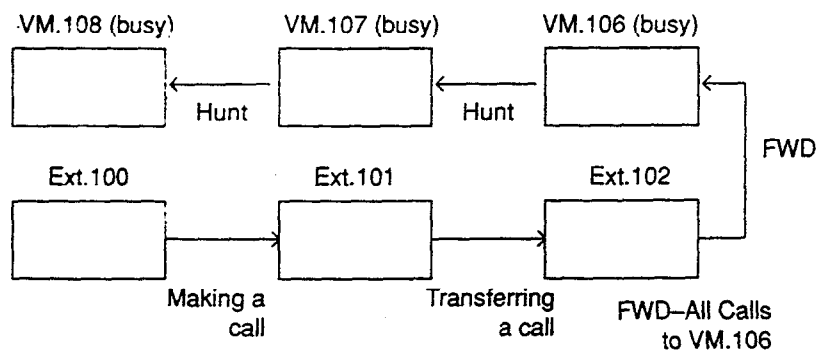 VM.108 (busy) VM.107 (busy) VM.106 (busy)
Hunt Hunt
FWD
Ext.100 Ext.101 Ext.102
Making a Transferring FWD–All Calls
call a call to VM.106